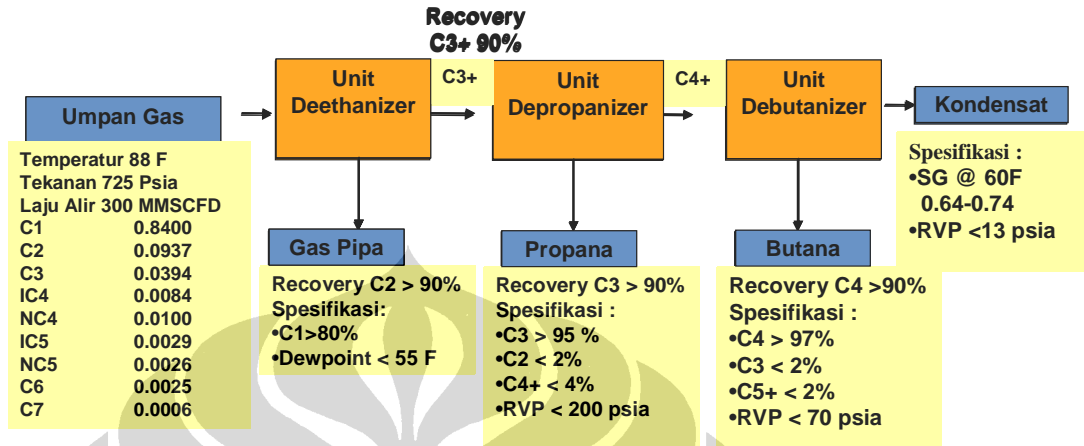 Recovery
C3+ 90%
Unit
Deethanizer
C3+
Unit
Depropanizer
C4+
Unit
Debutanizer
Kondensat
Umpan Gas
Temperatur 88 F
Tekanan 725 Psia
Laju Alir 300 MMSCFD
C1 0.8400
C2 0.0937
C3 0.0394
IC4 0.0084
NC4 0.0100
IC5 0.0029
NC5 0.0026
C6 0.0025
C7 0.0006
Gas Pipa
Recovery C2 > 90%
Spesifikasi:
•C1>80%
•Dewpoint < 55 F
Propana
Recovery C3 > 90%
Spesifikasi :
•C3 > 95 %
•C2 < 2%
•C4+ < 4%
•RVP < 200 psia
Butana
Recovery C4 >90%
Spesifikasi :
•C4 > 97%
•C3 < 2%
•C5+ < 2%
•RVP < 70 psia
Spesifikasi :
•SG @ 60F
0.64-0.74
•RVP <13 psia